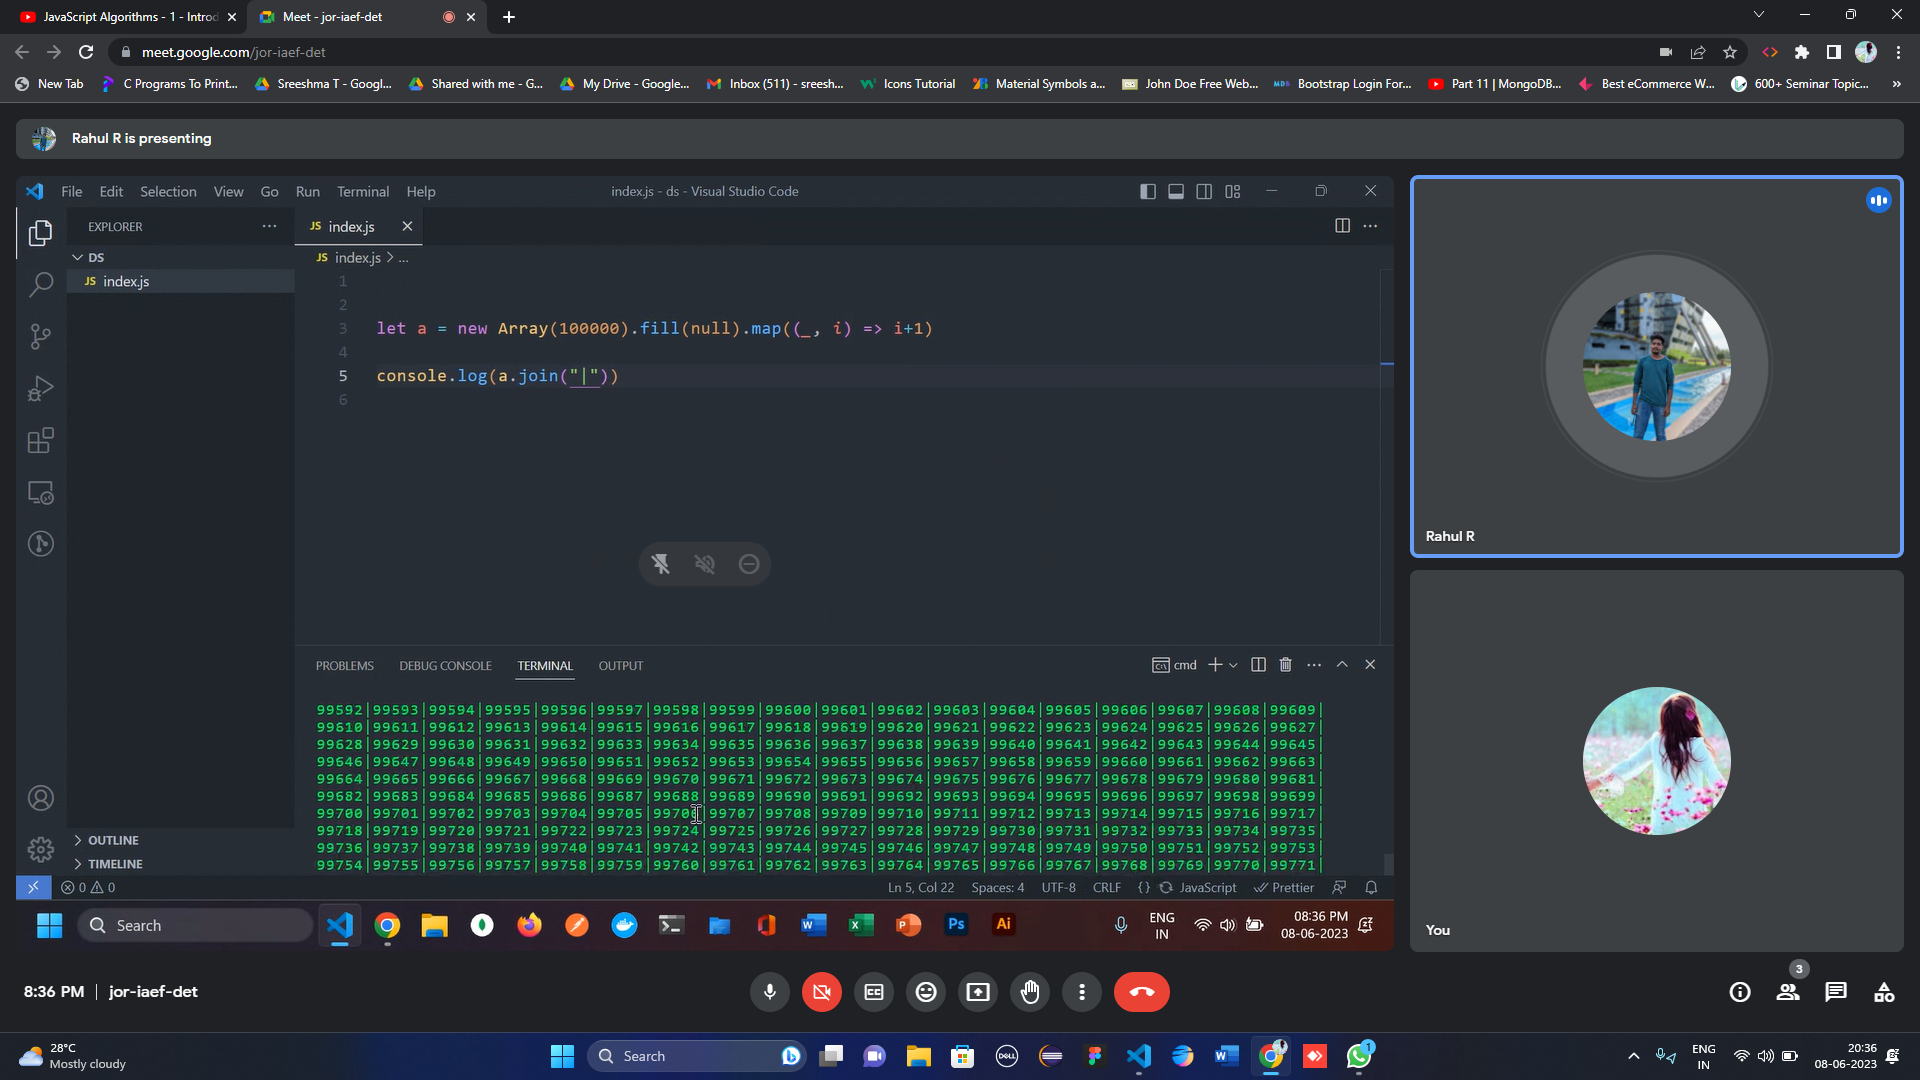 JavaScript Algorithms - 1 - Introd
Meet - jor-iaef-det
meet.google.com/jor-iaef-det
New Tab
C Programs To Print...
Sreeshma T - Googl...
Shared with me - G...
My Drive - Google...
Inbox (511) - sreesh...
Icons Tutorial
Material Symbols a...
John Doe Free Web...
Bootstrap Login For...
Part 11 | MongoDB...
Best eCommerce W...
600+ Seminar Topic...
»
Rahul R is presenting
File Edit Selection View Go Run Terminal Help
index.js - ds - Visual Studio Code
EXPLORER
JS index.js
DS
JS index.js > ...
JS index.js
1
2
3 let a = new Array(100000).fill(null).map((_, i) => i+1)
4
5 console.log(a.join("|"))
6
Rahul R
PROBLEMS DEBUG CONSOLE TERMINAL OUTPUT
cmd
99592|99593|99594|99595|99596|99597|99598|99599|99600|99601|99602|99603|99604|99605|99606|99607|99608|99609|
99610|99611|99612|99613|99614|99615|99616|99617|99618|99619|99620|99621|99622|99623|99624|99625|99626|99627|
99628|99629|99630|99631|99632|99633|99634|99635|99636|99637|99638|99639|99640|99641|99642|99643|99644|99645|
99646|99647|99648|99649|99650|99651|99652|99653|99654|99655|99656|99657|99658|99659|99660|99661|99662|99663|
99664|99665|99666|99667|99668|99669|99670|99671|99672|99673|99674|99675|99676|99677|99678|99679|99680|99681|
99682|99683|99684|99685|99686|99687|99688|99689|99690|99691|99692|99693|99694|99695|99696|99697|99698|99699|
99700|99701|99702|99703|99704|99705|99706|99707|99708|99709|99710|99711|99712|99713|99714|99715|99716|99717|
99718|99719|99720|99721|99722|99723|99724|99725|99726|99727|99728|99729|99730|99731|99732|99733|99734|99735|
99736|99737|99738|99739|99740|99741|99742|99743|99744|99745|99746|99747|99748|99749|99750|99751|99752|99753|
99754|99755|99756|99757|99758|99759|99760|99761|99762|99763|99764|99765|99766|99767|99768|99769|99770|99771|
OUTLINE
TIMELINE
0 0
Ln 5, Col 22 Spaces: 4 UTF-8 CRLF {} JavaScript Prettier
Search
Ps
Ai
ENG
IN
08:36 PM
08-06-2023
You
8:36 PM | jor-iaef-det
CC
3
28°C
Mostly cloudy
Search
DELL
1
ENG
IN
20:36
08-06-2023